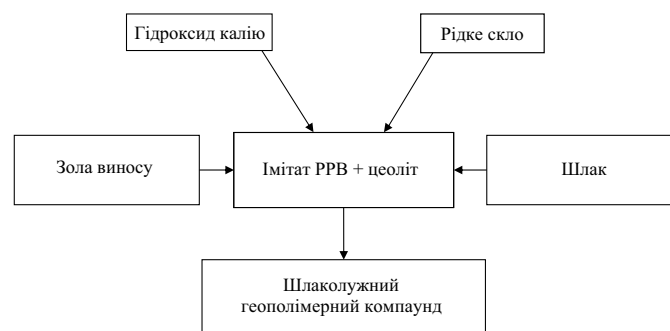 Гідроксид калію
Рідке скло
Зола виносу
Імітат РРВ + цеоліт
Шлак
Шлаколужний
геополімерний компаунд